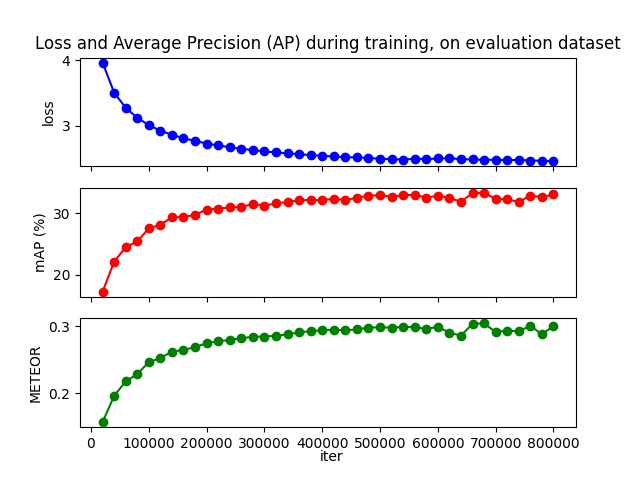 Loss and Average Precision (AP) during training, on evaluation dataset
4
3
loss
30
20
mAP (%)
0.3
0.2
METEOR
0 100000 200000 300000 400000 500000 600000 700000 800000
iter